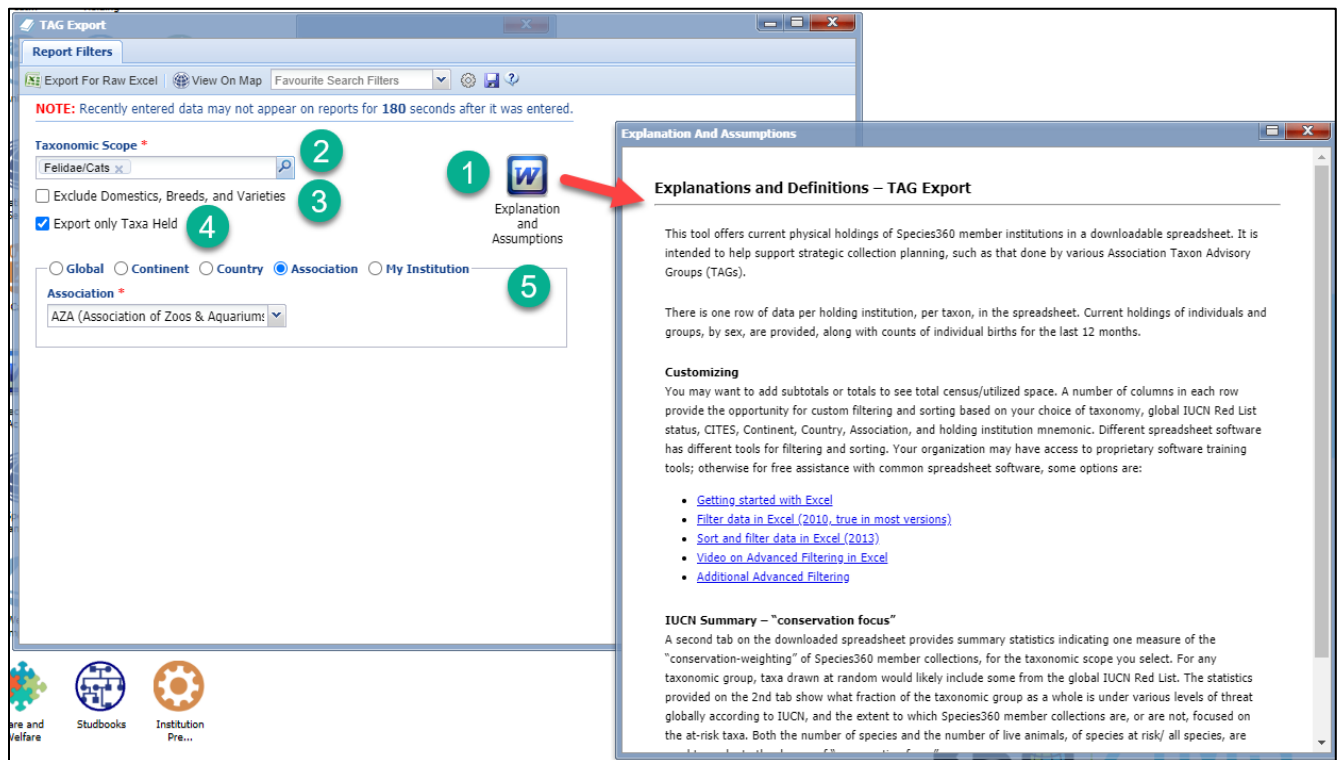 TAG Export
Report Filters
Export For Raw Excel View On Map Favourite Search Filters
NOTE: Recently entered data may not appear on reports for 180 seconds after it was entered.
Taxonomic Scope *
Felidae/Cats x
2
Exclude Domestics, Breeds, and Varieties
3
Export only Taxa Held
4
1
Explanation
and
Assumptions
Global Continent Country Association My Institution
5
Association *
AZA (Association of Zoos & Aquariums
Explanation And Assumptions
Explanations and Definitions – TAG Export
This tool offers current physical holdings of Species360 member institutions in a downloadable spreadsheet. It is
intended to help support strategic collection planning, such as that done by various Association Taxon Advisory
Groups (TAGs).
There is one row of data per holding institution, per taxon, in the spreadsheet. Current holdings of individuals and
groups, by sex, are provided, along with counts of individual births for the last 12 months.
Customizing
You may want to add subtotals or totals to see total census/utilized space. A number of columns in each row
provide the opportunity for custom filtering and sorting based on your choice of taxonomy, global IUCN Red List
status, CITES, Continent, Country, Association, and holding institution mnemonic. Different spreadsheet software
has different tools for filtering and sorting. Your organization may have access to proprietary software training
tools; otherwise for free assistance with common spreadsheet software, some options are:
Getting started with Excel
Filter data in Excel (2010, true in most versions)
Sort and filter data in Excel (2013)
Video on Advanced Filtering in Excel
Additional Advanced Filtering
IUCN Summary – "conservation focus"
A second tab on the downloaded spreadsheet provides summary statistics indicating one measure of the
"conservation-weighting" of Species360 member collections, for the taxonomic scope you select. For any
taxonomic group, taxa drawn at random would likely include some from the global IUCN Red List. The statistics
provided on the 2nd tab show what fraction of the taxonomic group as a whole is under various levels of threat
globally according to IUCN, and the extent to which Species360 member collections are, or are not, focused on
the at-risk taxa. Both the number of species and the number of live animals, of species at risk/ all species, are
are and
Welfare
Studbooks
Institution
Pre...